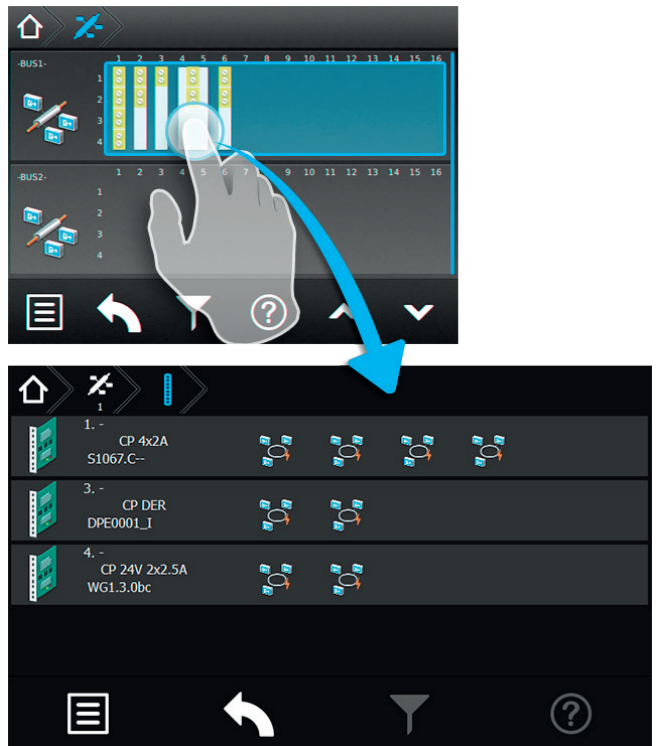 -BUS1-
1 2 3 4 5 6 7 8 9 10 11 12 13 14 15 16
1
2
3
4
-BUS2-
1 2 3 4 5 6 7 8 9 10 11 12 13 14 15 16
1
2
3
4
?
1
1. -
CP 4x2A
S1067.C--
3. -
CP DER
DPE0001_I
4. -
CP 24V 2x2.5A
WG1.3.0bc
?